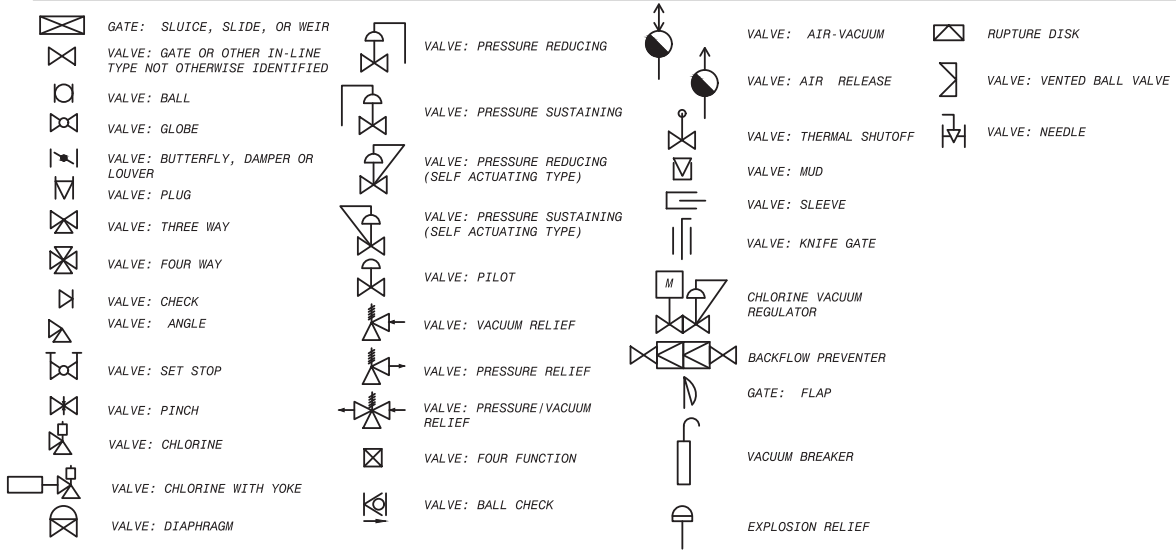 GATE: SLUICE, SLIDE, OR WEIR
VALVE: GATE OR OTHER IN-LINE
TYPE NOT OTHERWISE IDENTIFIED
VALVE: BALL
VALVE: GLOBE
VALVE: BUTTERFLY, DAMPER OR
LOUVER
VALVE: PLUG
VALVE: THREE WAY
VALVE: FOUR WAY
VALVE: CHECK
VALVE: ANGLE
VALVE: SET STOP
VALVE: PINCH
VALVE: CHLORINE
VALVE: CHLORINE WITH YOKE
VALVE: DIAPHRAGM
VALVE: PRESSURE REDUCING
VALVE: PRESSURE SUSTAINING
VALVE: PRESSURE REDUCING
(SELF ACTUATING TYPE)
VALVE: PRESSURE SUSTAINING
(SELF ACTUATING TYPE)
VALVE: PILOT
VALVE: VACUUM RELIEF
VALVE: PRESSURE RELIEF
VALVE: PRESSURE/VACUUM
RELIEF
VALVE: FOUR FUNCTION
VALVE: BALL CHECK
VALVE: AIR-VACUUM
VALVE: AIR RELEASE
VALVE: THERMAL SHUTOFF
VALVE: MUD
VALVE: SLEEVE
VALVE: KNIFE GATE
M
CHLORINE VACUUM
REGULATOR
BACKFLOW PREVENTER
GATE: FLAP
VACUUM BREAKER
EXPLOSION RELIEF
RUPTURE DISK
VALVE: VENTED BALL VALVE
VALVE: NEEDLE